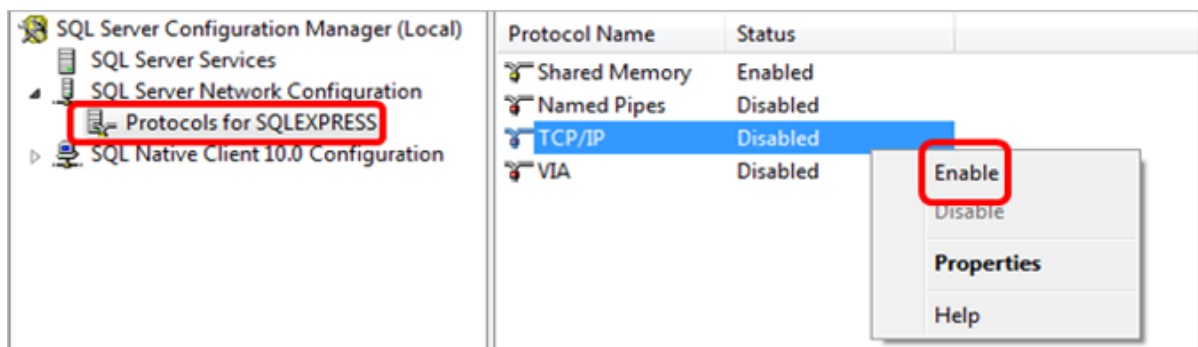 SQL Server Configuration Manager (Local)
SQL Server Services
SQL Server Network Configuration
Protocols for SQLEXPRESS
SQL Native Client 10.0 Configuration
Protocol Name Status
Shared Memory Enabled
Named Pipes Disabled
TCP/IP Disabled
VIA Disabled
Enable
Disable
Properties
Help